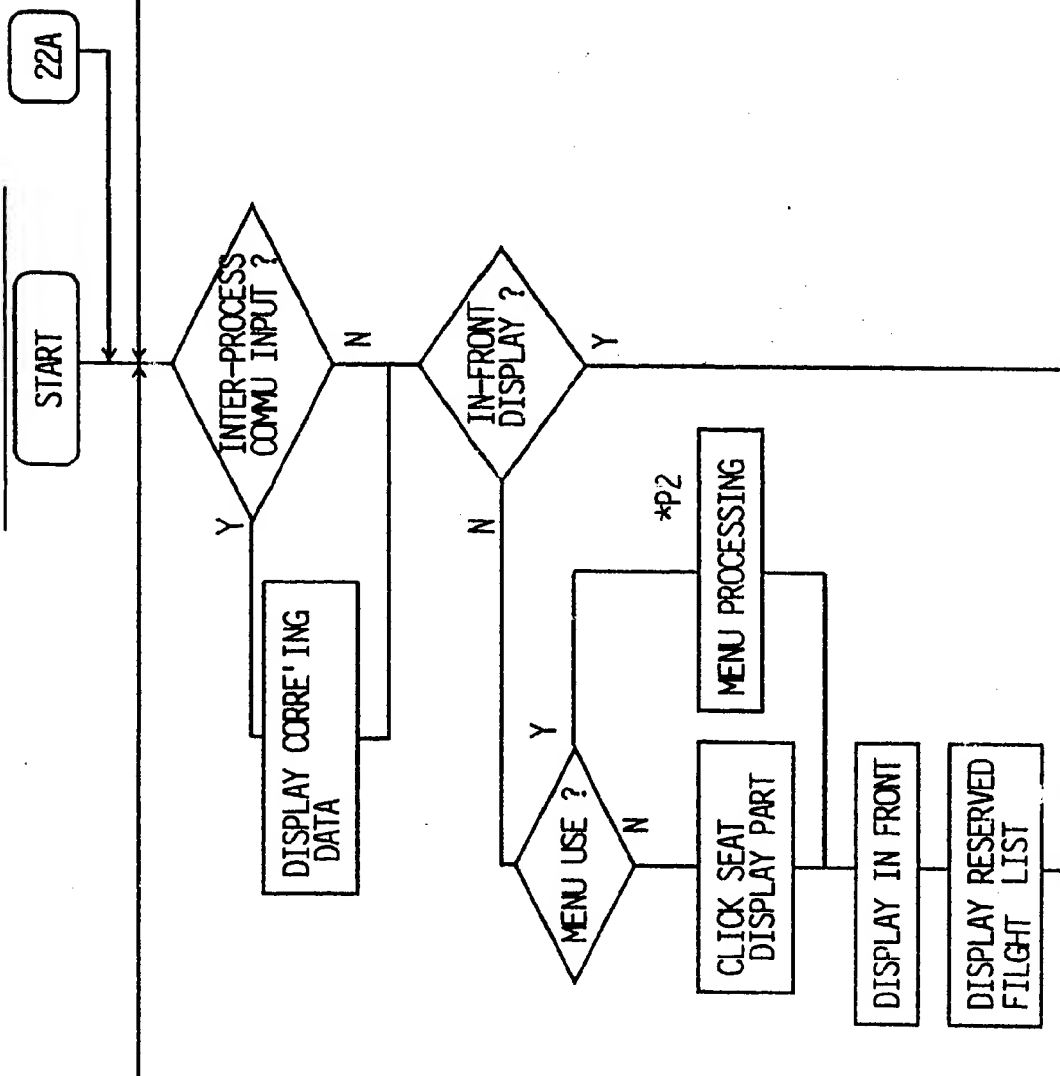 22A
START
INTER-PROCESS
COMMU INPUT ?
Y
N
DISPLAY CORRE'ING
DATA
IN-FRONT
DISPLAY ?
N
Y
MENU USE ?
Y
N
*P2
MENU PROCESSING
CLICK SEAT
DISPLAY PART
DISPLAY IN FRONT
DISPLAY RESERVED
FILGHT LIST